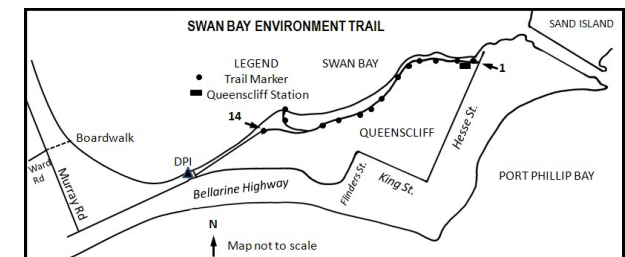 SWAN BAY ENVIRONMENT TRAIL
SAND ISLAND
LEGEND
SWAN BAY
Trail Marker
Queenscliff Station
1
14
QUEENSCLIFF
Hesse St.
Boardwalk
DPI
Ward
Rd
Murray Rd
Bellarine Highway
Flinders St.
King St.
PORT PHILLIP BAY
N
Map not to scale